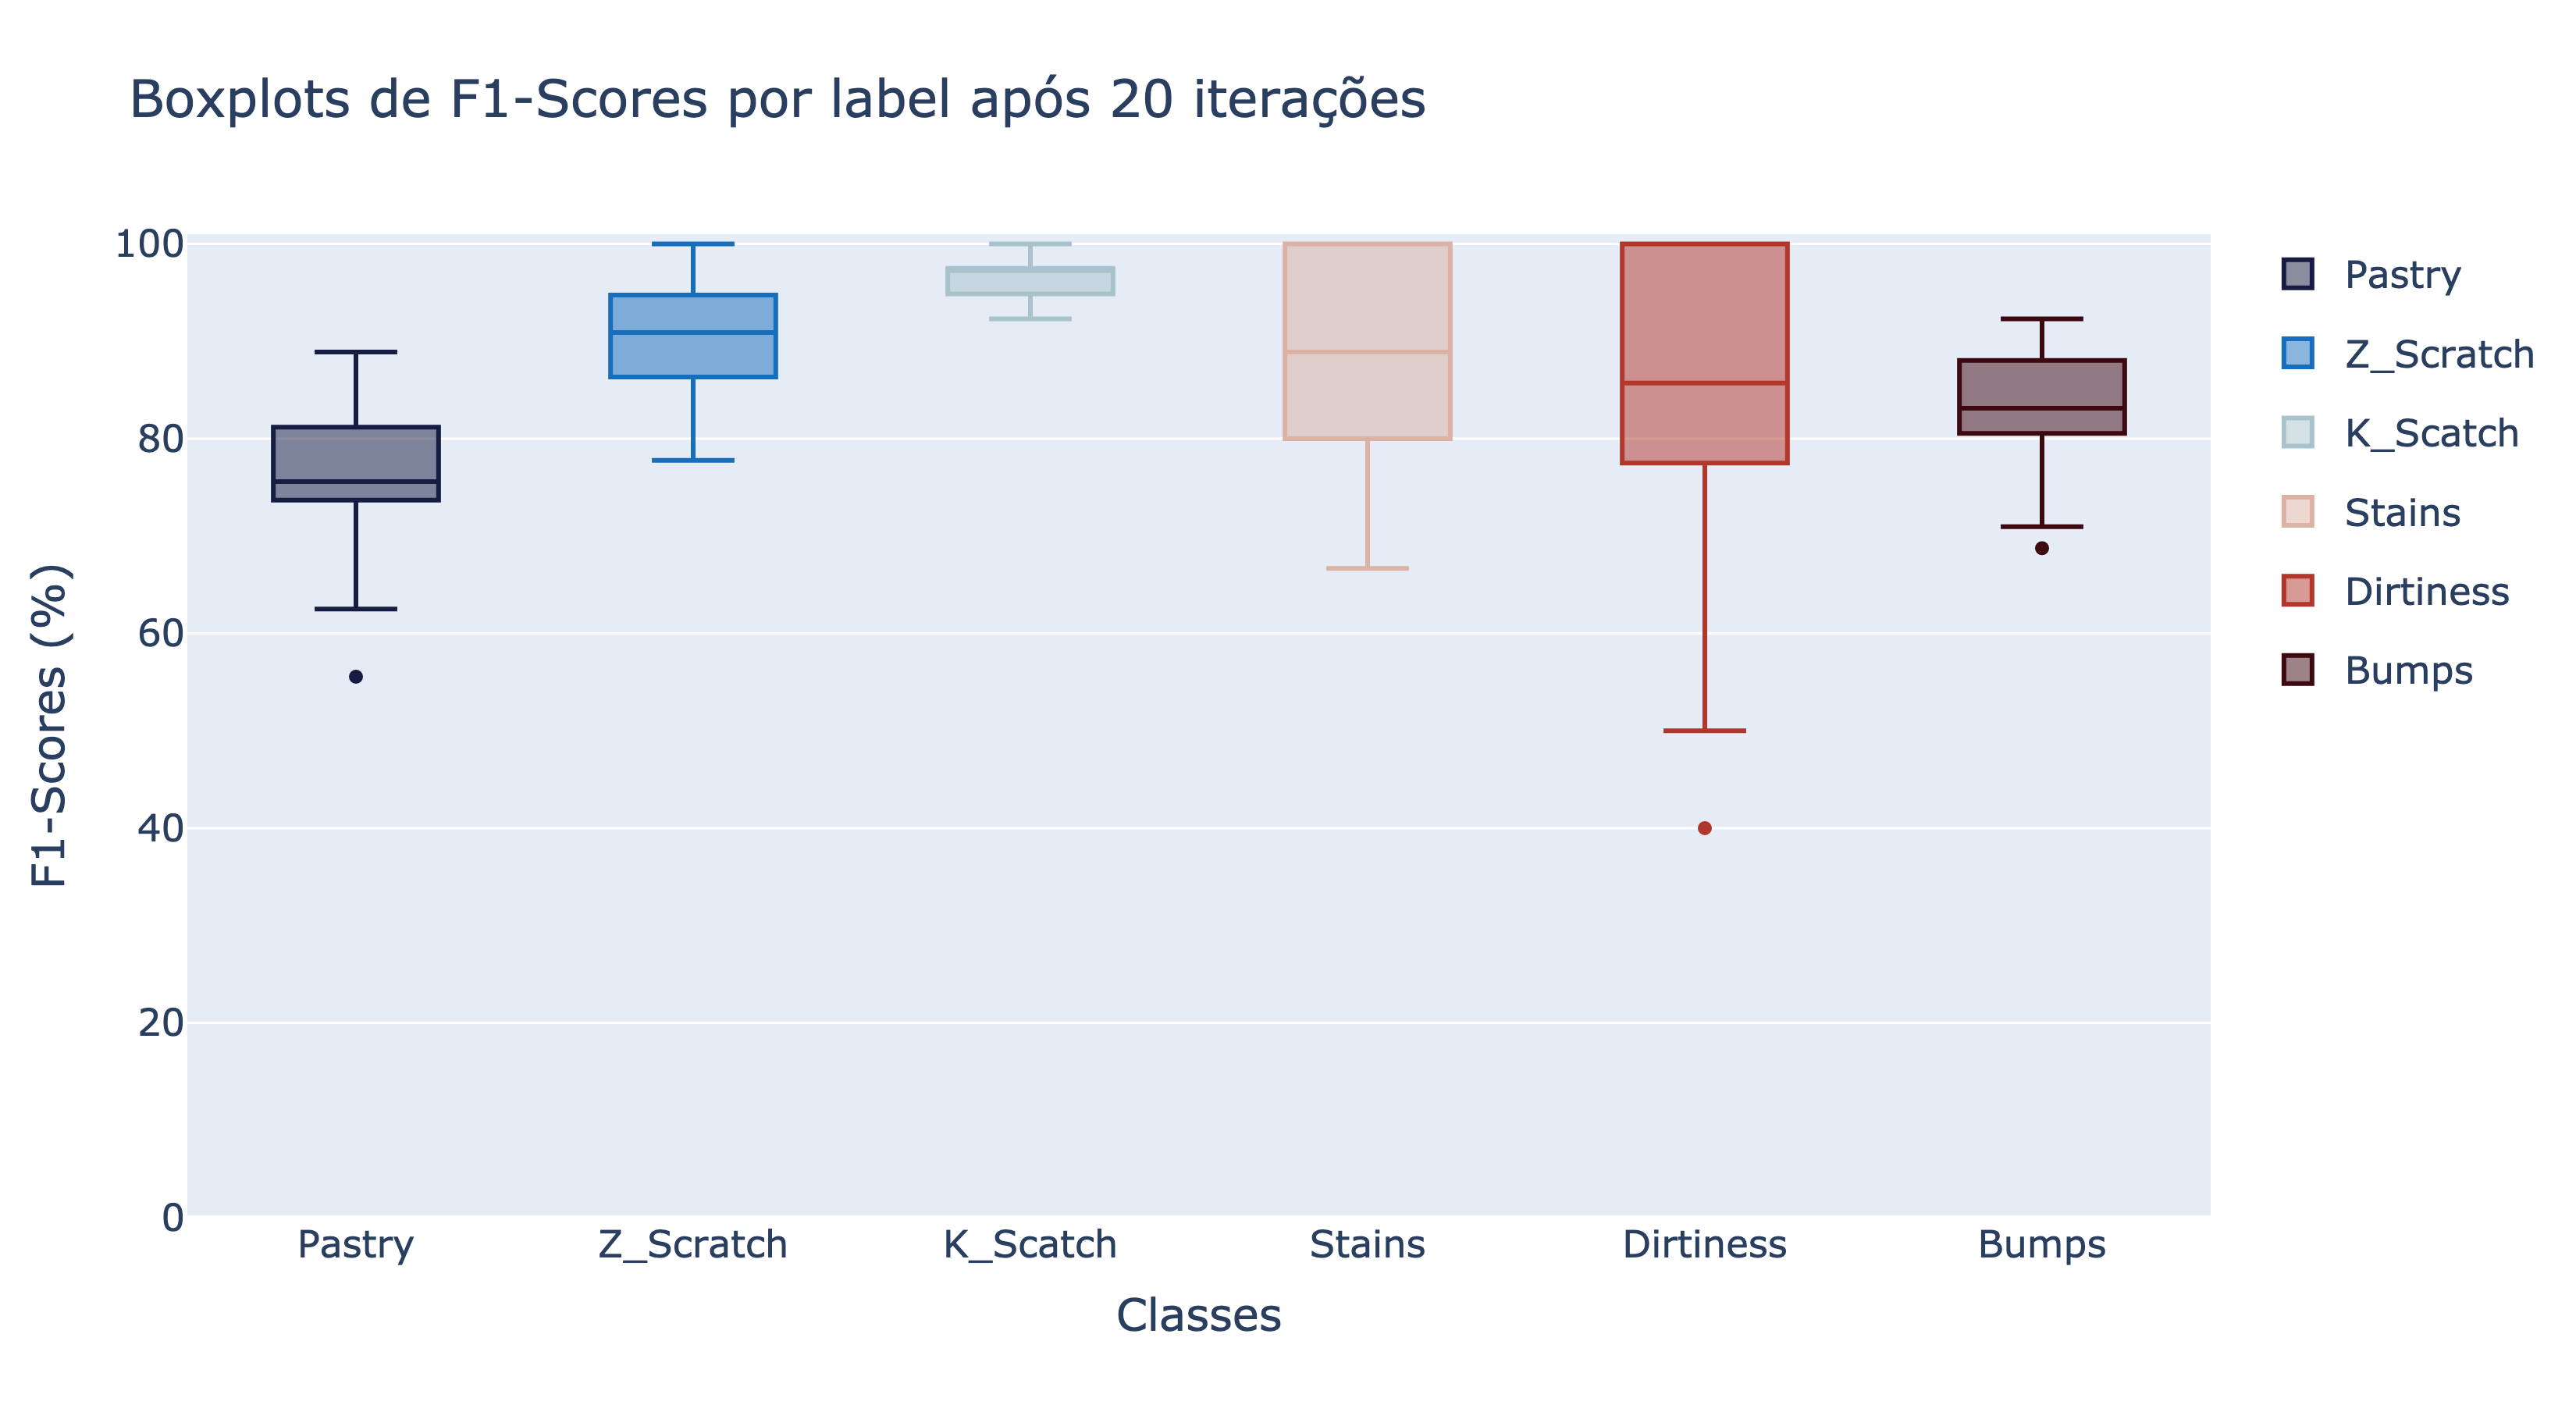 Boxplots de F1-Scores por label após 20 iterações
100
80
60
40
20
0
F1-Scores (%)
Pastry
Z_Scratch
K_Scatch
Stains
Dirtiness
Bumps
Classes
Pastry
Z_Scratch
K_Scatch
Stains
Dirtiness
Bumps